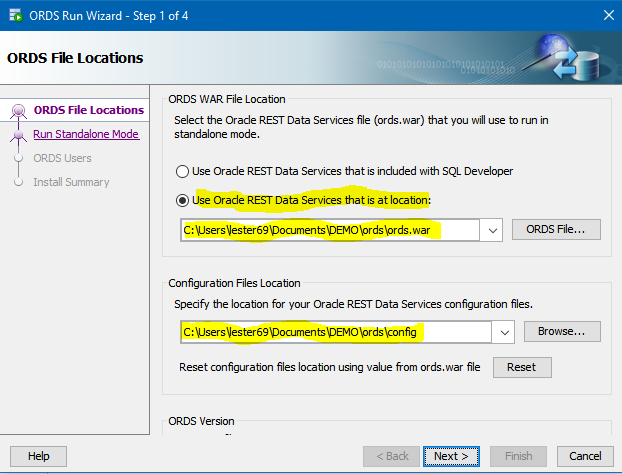 ORDS Run Wizard - Step 1 of 4
ORDS File Locations
ORDS File Locations
Run Standalone Mode
ORDS Users
Install Summary
ORDS WAR File Location
Select the Oracle REST Data Services file (ords.war) that you will use to run in
standalone mode.
Use Oracle REST Data Services that is included with SQL Developer
Use Oracle REST Data Services that is at location:
C:\Users\lester69\Documents\DEMO\ords\ords.war
ORDS File...
Configuration Files Location
Specify the location for your Oracle REST Data Services configuration files.
C:\Users\lester69\Documents\DEMO\ords\config
Browse...
Reset configuration files location using value from ords.war file
Reset
ORDS Version
Help
< Back
Next >
Finish
Cancel